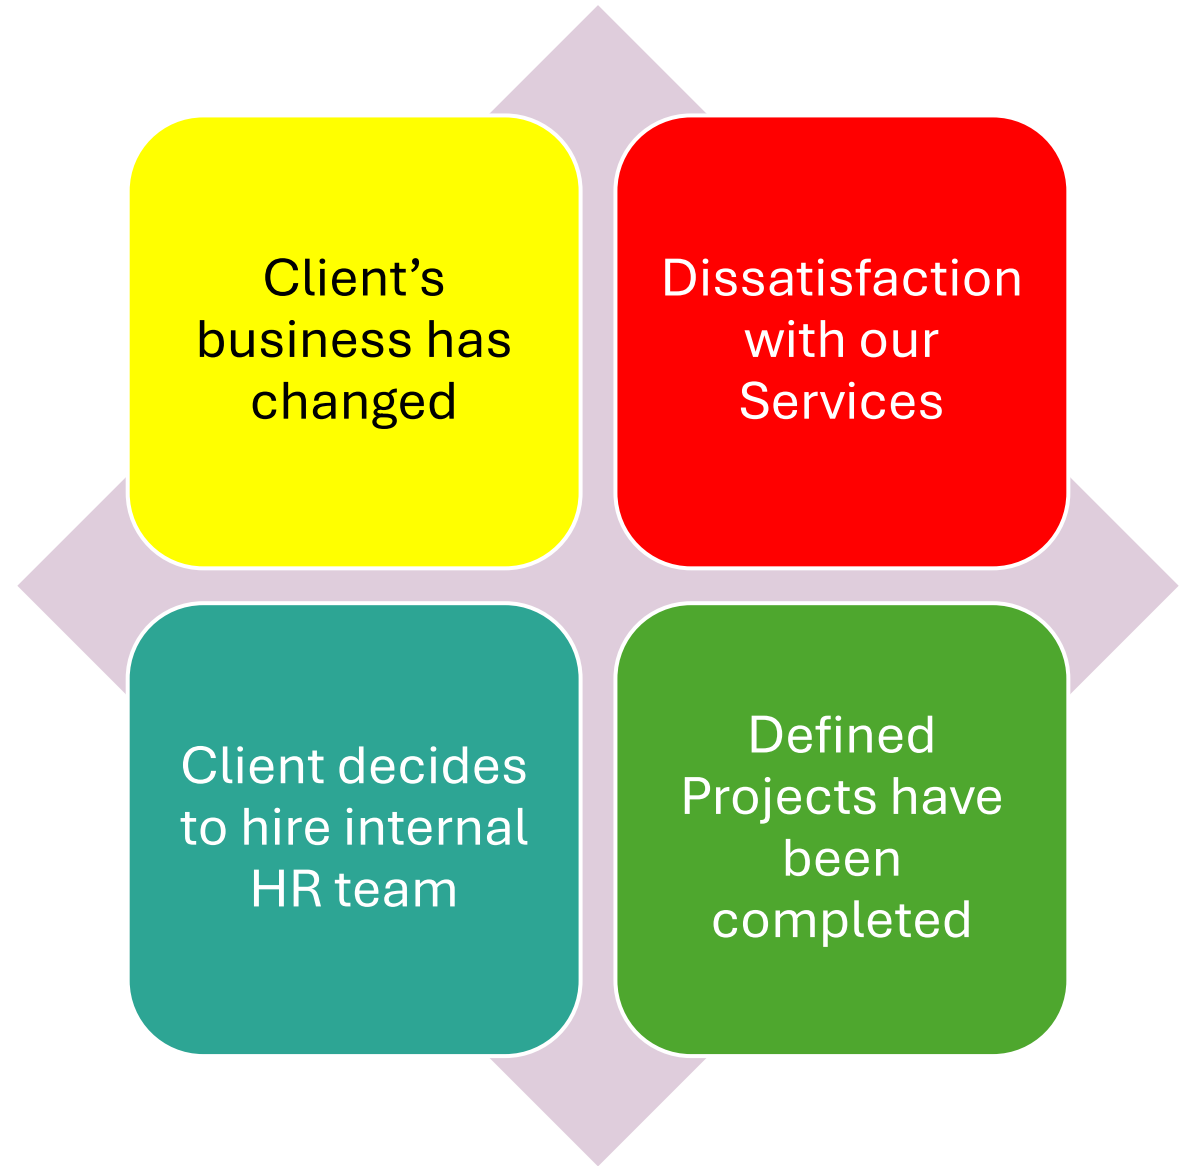 Client’s
business has
changed
Dissatisfaction
with our
Services
Client decides
to hire internal
HR team
Defined
Projects have
been
completed